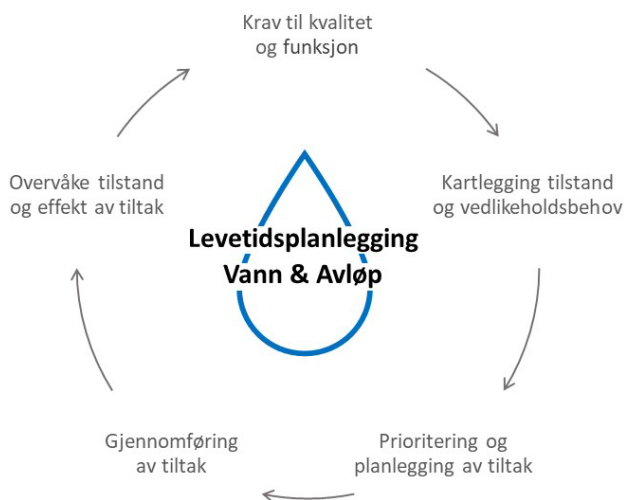 Krav til kvalitet
og funksjon
Kartlegging tilstand
og vedlikeholdsbehov
Prioritering og
planlegging av tiltak
Gjennomføring
av tiltak
Overvåke tilstand
og effekt av tiltak
Levetidsplanlegging
Vann & Avløp